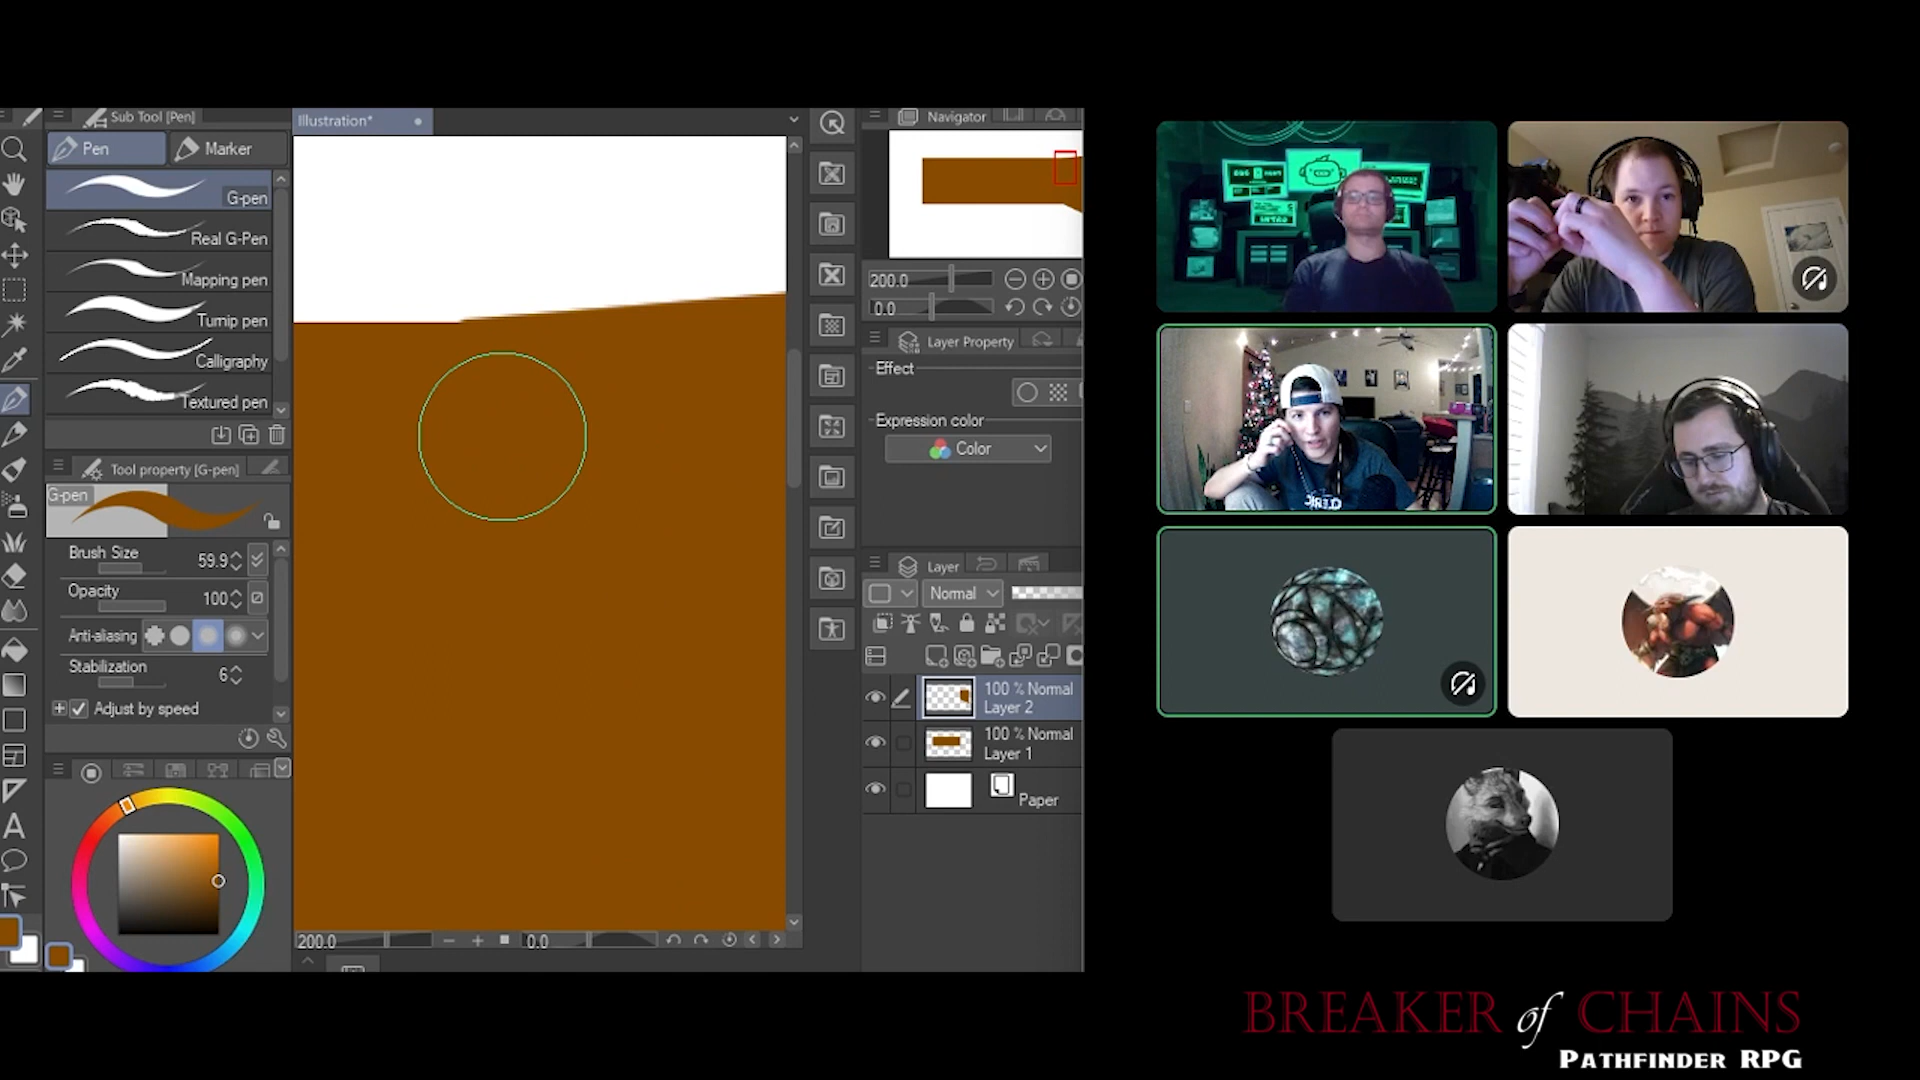 Sub Tool [Pen]
Pen
Marker
G-pen
Real G-Pen
Mapping pen
Turnip pen
Calligraphy
Textured pen
Tool property [G-pen]
G-pen
Brush Size
59.9
Opacity
100
Anti-aliasing
Stabilization
6
Adjust by speed
Illustration*
200.0
0.0
Navigator
200.0
0.0
Layer Property
Effect
Expression color
Color
Layer
Normal
100 % Normal
Layer 2
100 % Normal
Layer 1
Paper
BREAKER of CHAINS
PATHFINDER RPG